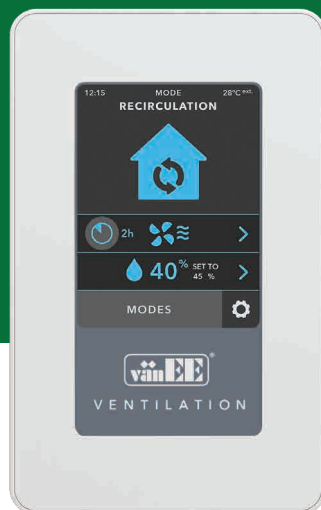 12:15 MODE 28°C ext.
RECIRCULATION
2h
40% SET TO 45 %
MODES
vänEE®
VENTILATION